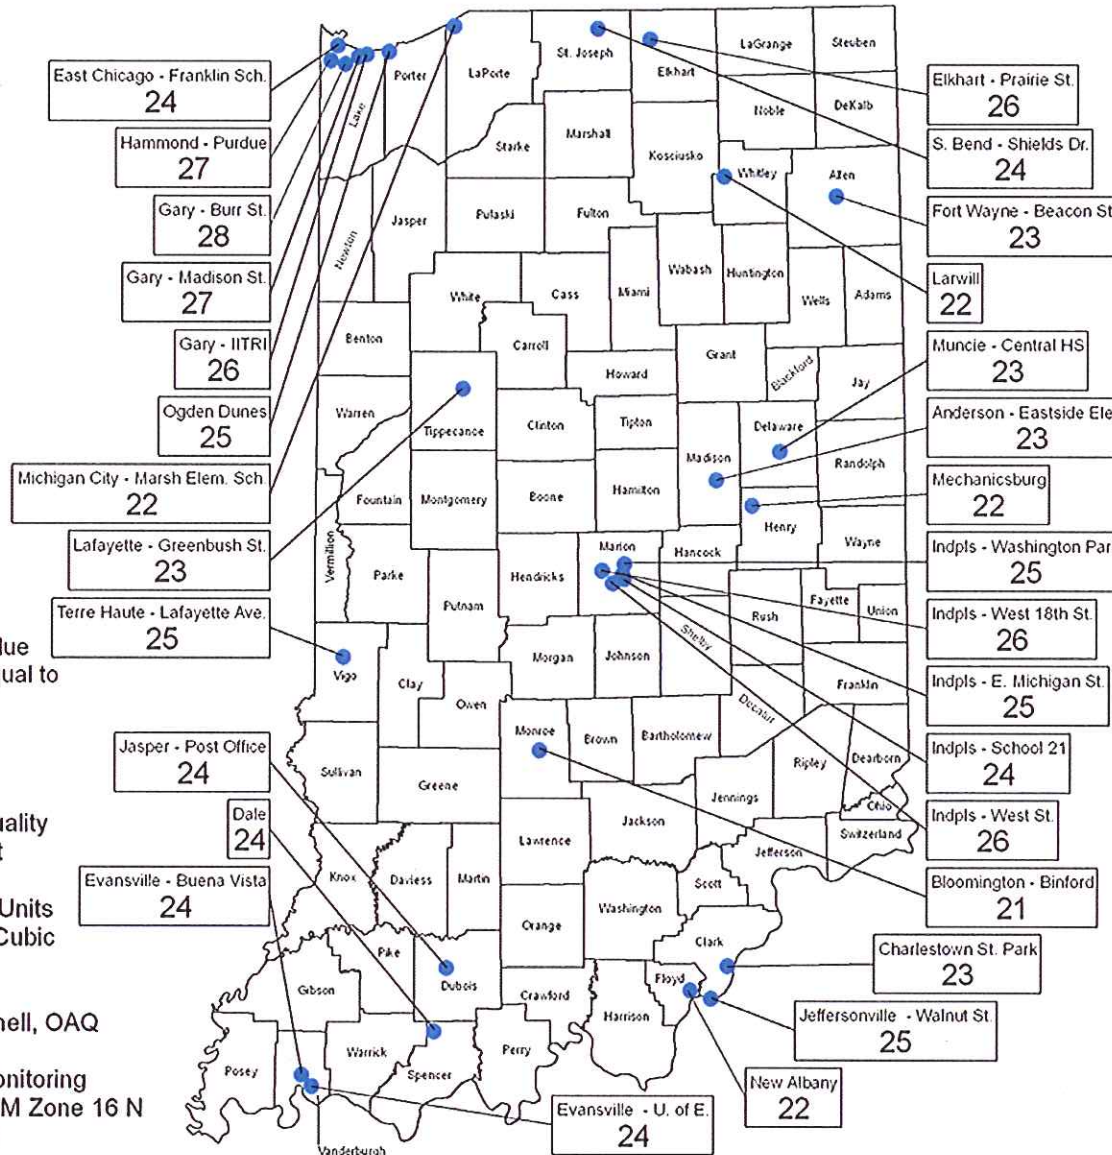 East Chicago - Franklin Sch.
24
Hammond - Purdue
27
Gary - Burr St.
28
Gary - Madison St.
27
Gary - IITRI
26
Ogden Dunes
25
Michigan City - Marsh Elem. Sch.
22
Lafayette - Greenbush St.
23
Terre Haute - Lafayette Ave.
25
lue
ual to
Jasper - Post Office
24
Dale
24
uality
t
Evansville - Buena Vista
24
Units
Cubic
nell, OAQ
onitoring
M Zone 16 N
Elkhart - Prairie St.
26
S. Bend - Shields Dr.
24
Fort Wayne - Beacon St
23
Larwill
22
Muncie - Central HS
23
Anderson - Eastside Ele
23
Mechanicsburg
22
Indpls - Washington Par
25
Indpls - West 18th St.
26
Indpls - E. Michigan St.
25
Indpls - School 21
24
Indpls - West St.
26
Bloomington - Binford
21
Charlestown St. Park
23
Jeffersonville - Walnut St.
25
New Albany
22
Evansville - U. of E.
24
Lake
Porter
LaPorte
St. Joseph
Elkhart
LaGrange
Steuben
Noble
DeKalb
Starke
Marshall
Kosciusko
Whitley
Allen
Newton
Jasper
Pulaski
Fulton
Wabash
Huntington
Wells
Adams
White
Cass
Miami
Benton
Carroll
Howard
Grant
Blackford
Jay
Warren
Tippecanoe
Clinton
Tipton
Madison
Delaware
Randolph
Fountain
Montgomery
Boone
Hamilton
Henry
Wayne
Vermillion
Parke
Putnam
Hendricks
Marion
Hancock
Rush
Fayette
Union
Vigo
Clay
Owen
Morgan
Johnson
Shelby
Franklin
Decatur
Sullivan
Greene
Monroe
Brown
Bartholomew
Ripley
Dearborn
Jennings
Ohio
Switzerland
Jackson
Lawrence
Jefferson
Knox
Daviess
Martin
Scott
Washington
Orange
Clark
Pike
Gibson
Dubois
Crawford
Floyd
Harrison
Posey
Warrick
Spencer
Perry
Vanderburgh